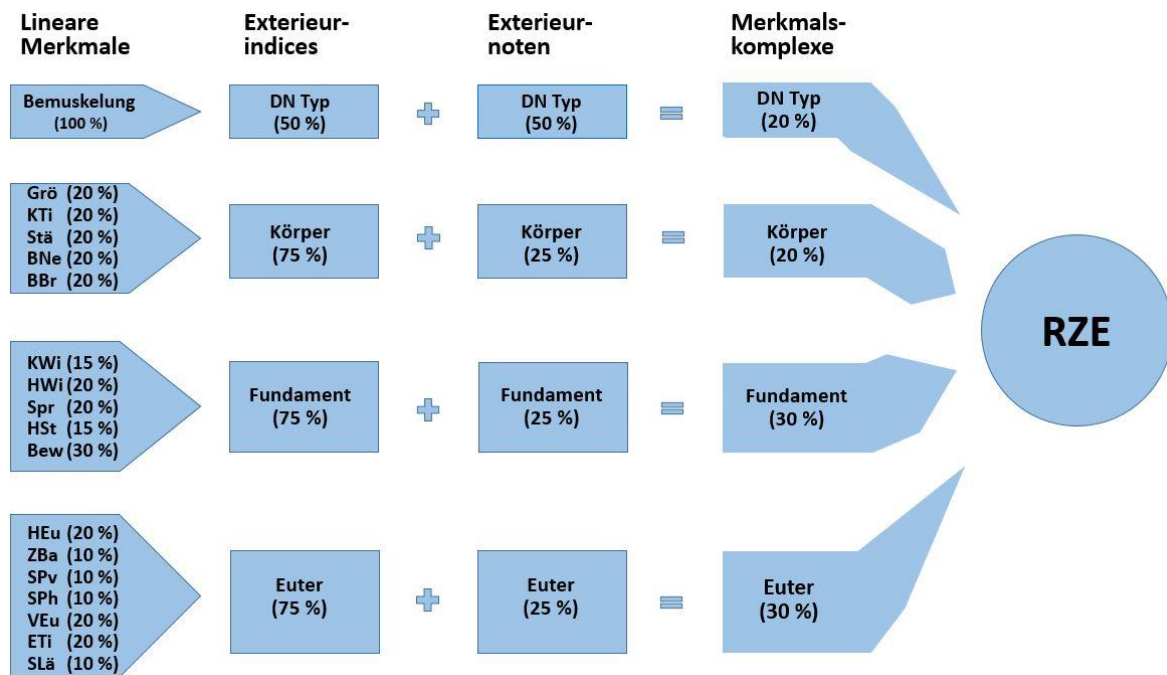 Lineare
Merkmale
Exterieur-
indices
Exterieur-
noten
Merkmals-
komplexe
Bemuskelung
(100 %)
DN Typ
(50 %)
DN Typ
(50 %)
DN Typ
(20 %)
Grö (20 %)
KTi (20 %)
Stä (20 %)
BNe (20 %)
BBr (20 %)
Körper
(75 %)
Körper
(25 %)
Körper
(20 %)
RZE
KWi (15 %)
HWi (20 %)
Spr (20 %)
HSt (15 %)
Bew (30 %)
Fundament
(75 %)
Fundament
(25 %)
Fundament
(30 %)
HEu (20 %)
ZBa (10 %)
SPv (10 %)
SPh (10 %)
VEu (20 %)
ETi (20 %)
SLä (10 %)
Euter
(75 %)
Euter
(25 %)
Euter
(30 %)